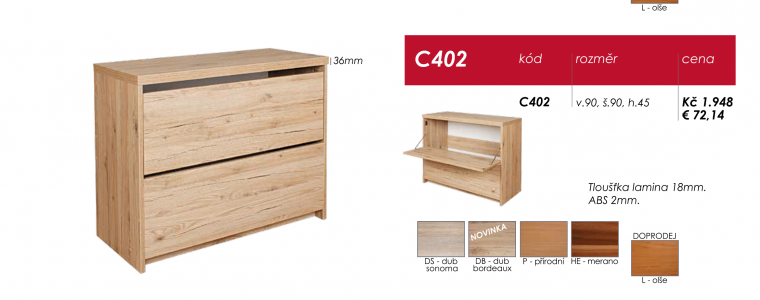 L - olše
36mm
C402 kód rozměr cena
C402 v.90, š.90, h.45 Kč 1.948
€ 72,14
Tloušťka lamina 18mm.
ABS 2mm.
NOVINKA
DOPRODEJ
DS - dub sonoma
DB - dub bordeaux
P - přírodní
HE - merano
L - olše